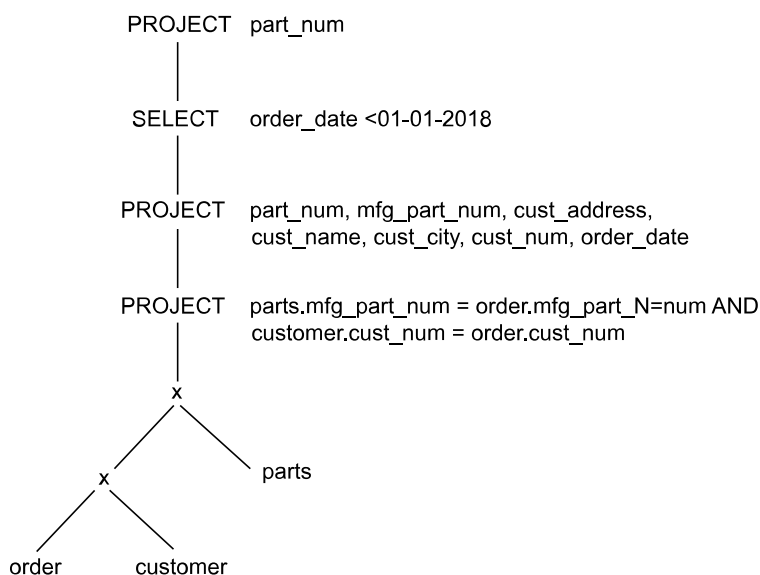 PROJECT part_num
SELECT order_date <01-01-2018
PROJECT part_num, mfg_part_num, cust_address,
cust_name, cust_city, cust_num, order_date
PROJECT parts.mfg_part_num = order.mfg_part_N=num AND
customer.cust_num = order.cust_num
x
parts
x
order customer